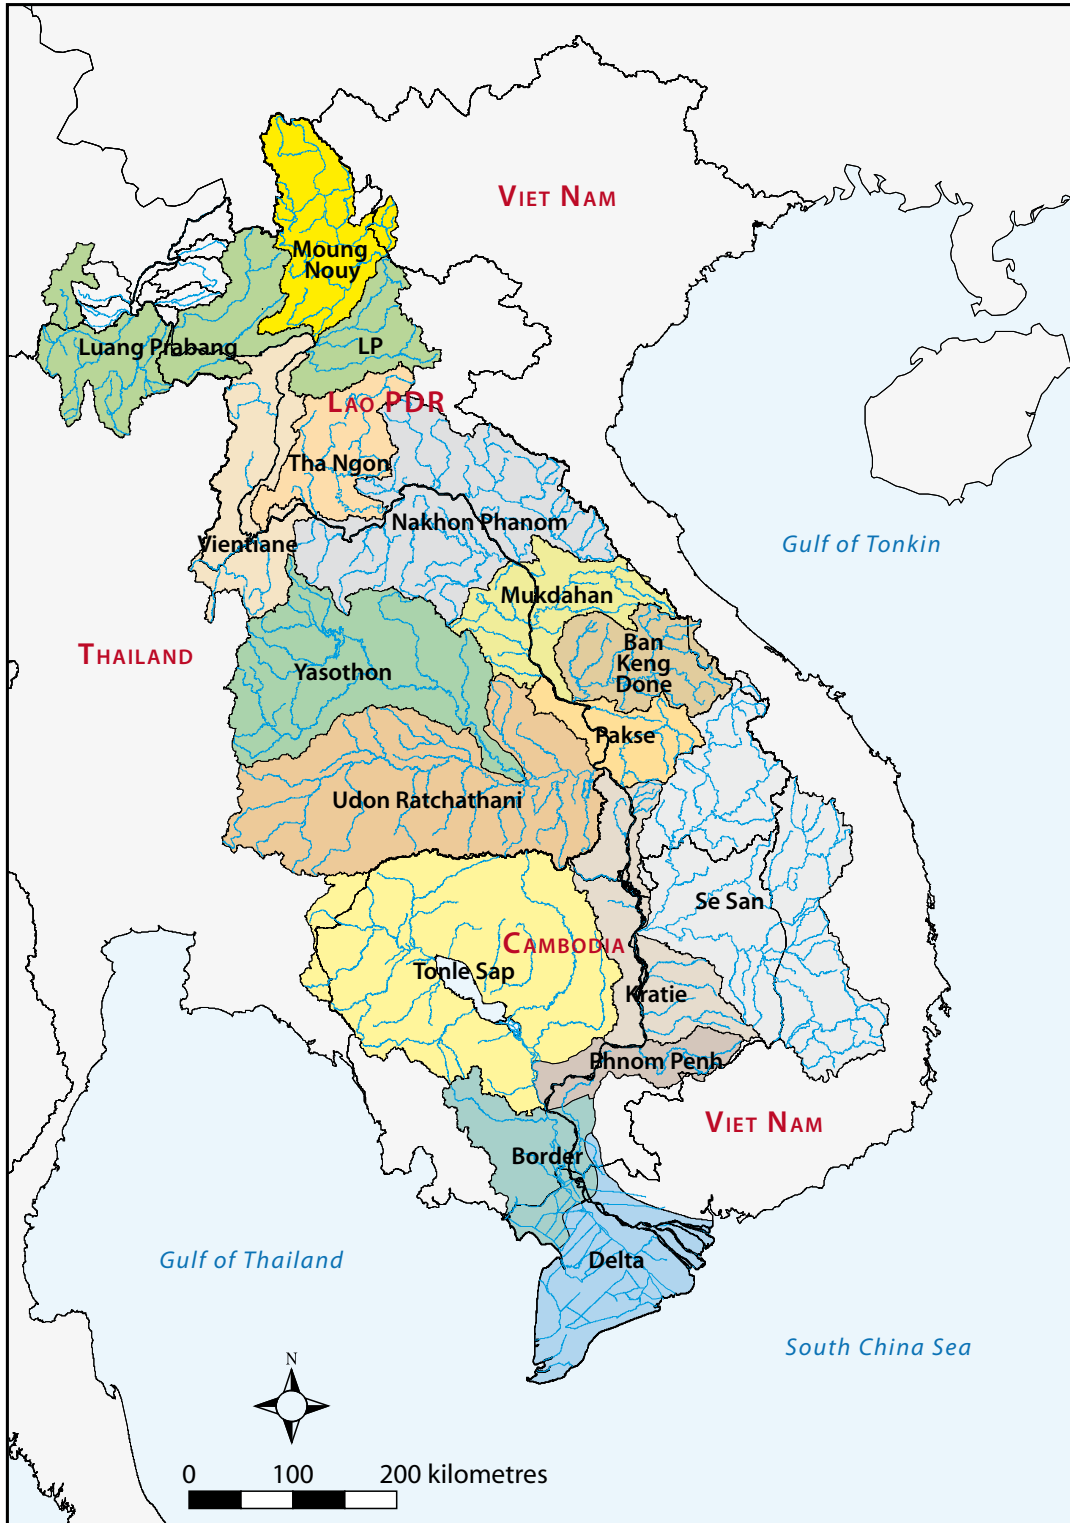 VIET NAM
Moung
Nouy
Luang Prabang
LP
LAO PDR
Tha Ngon
Nakhon Phanom
Vientiane
Gulf of Tonkin
Mukdahan
THAILAND
Ban
Keng
Done
Yasothon
Pakse
Udon Ratchathani
Se San
CAMBODIA
Tonle Sap
Kratie
Phnom Penh
VIET NAM
Border
Gulf of Thailand
Delta
South China Sea
N
0 100 200 kilometres